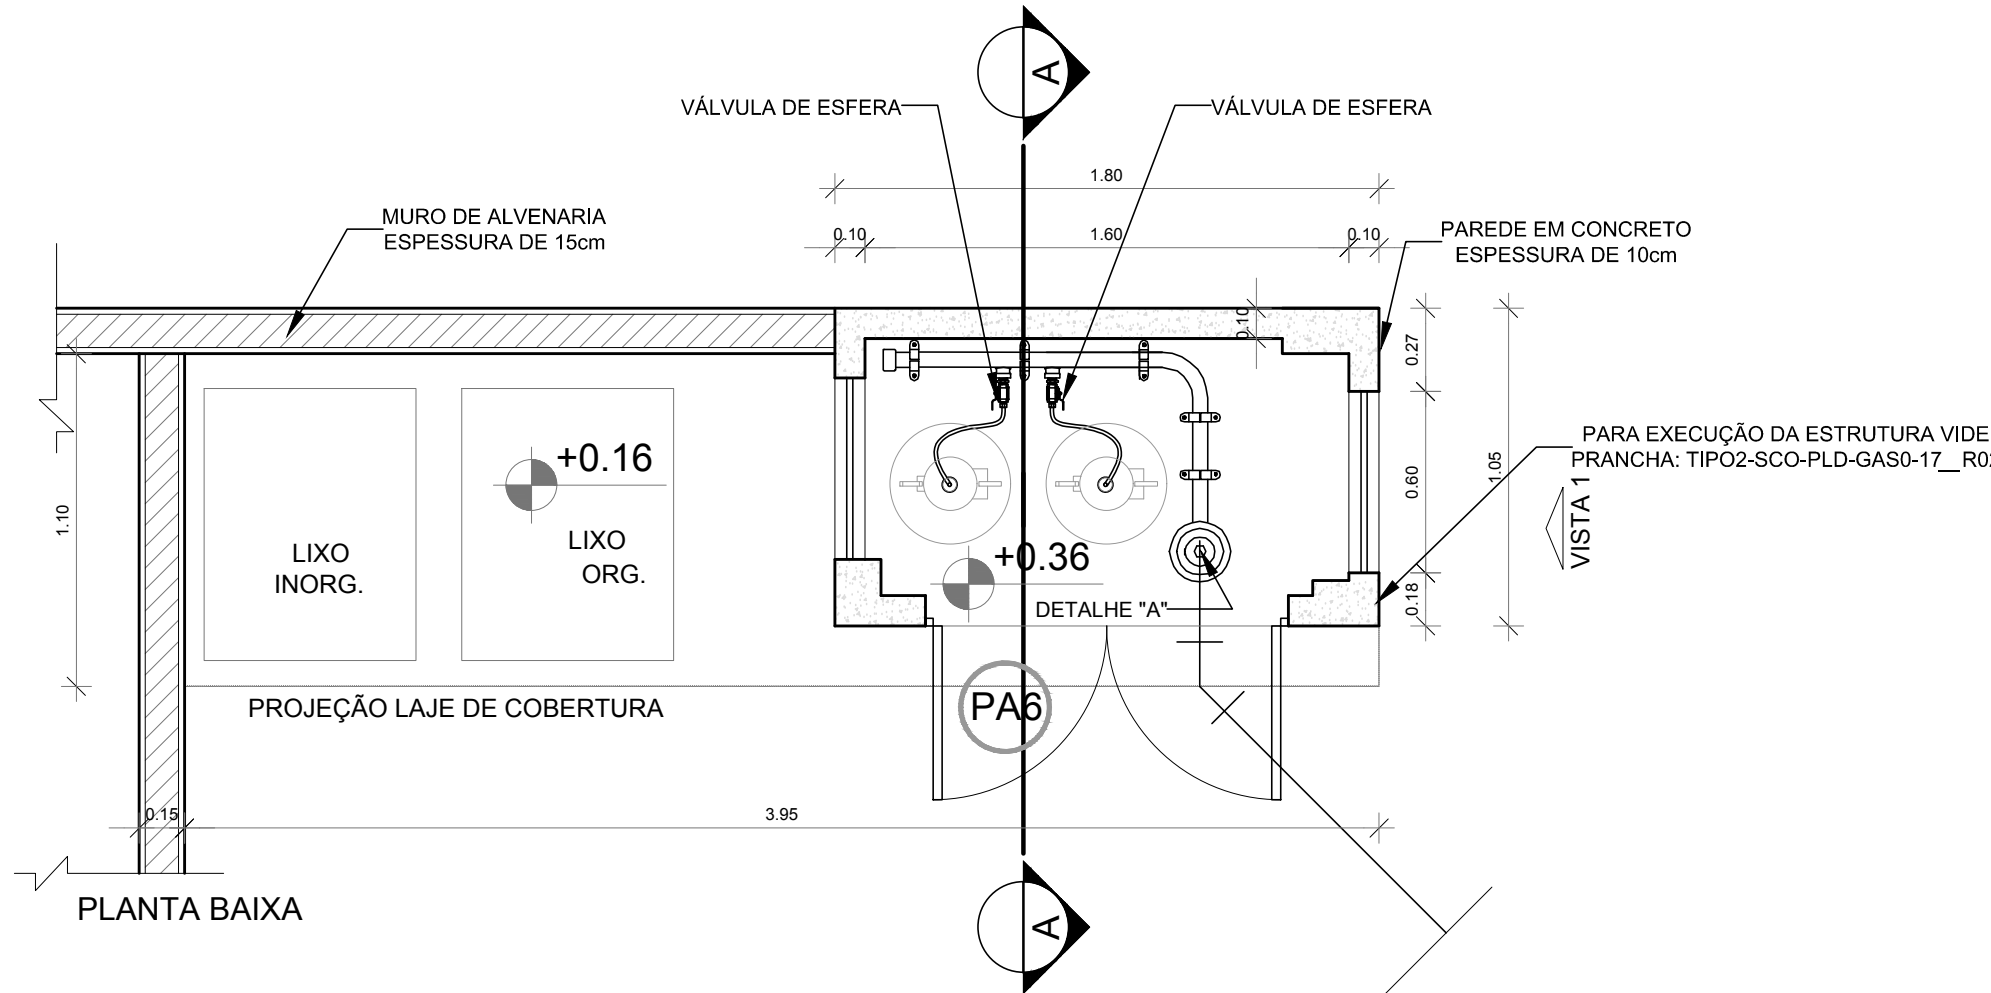 A
VÁLVULA DE ESFERA
VÁLVULA DE ESFERA
1.80
MURO DE ALVENARIA
ESPESSURA DE 15cm
0.10
1.60
0.10
PAREDE EM CONCRETO
ESPESSURA DE 10cm
0.10
0.27
PARA EXECUÇÃO DA ESTRUTURA VIDE
PRANCHA: TIPO2-SCO-PLD-GAS0-17_R02
+0.16
1.10
0.60
1.05
VISTA 1
LIXO
INORG.
LIXO
ORG.
+0.36
DETALHE "A"
0.18
PROJEÇÃO LAJE DE COBERTURA
PA6
0.15
3.95
PLANTA BAIXA
A